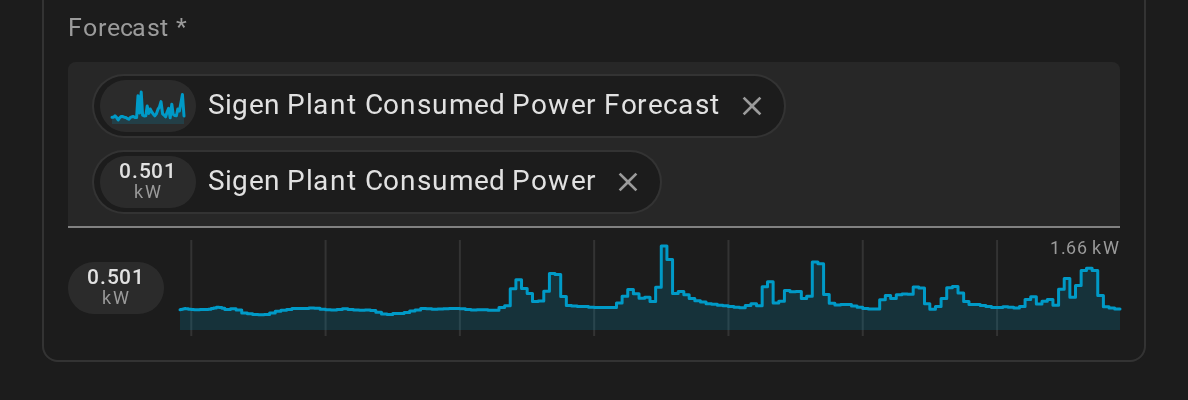 Forecast *
Sigen Plant Consumed Power Forecast
0.501
kW
Sigen Plant Consumed Power
1.66 kW
0.501
kW